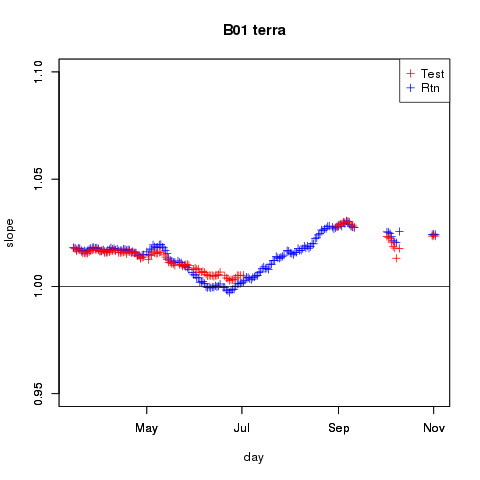 B01 terra
Test
Rtn
1.10
1.05
1.00
0.95
slope
May Jul Sep Nov
day